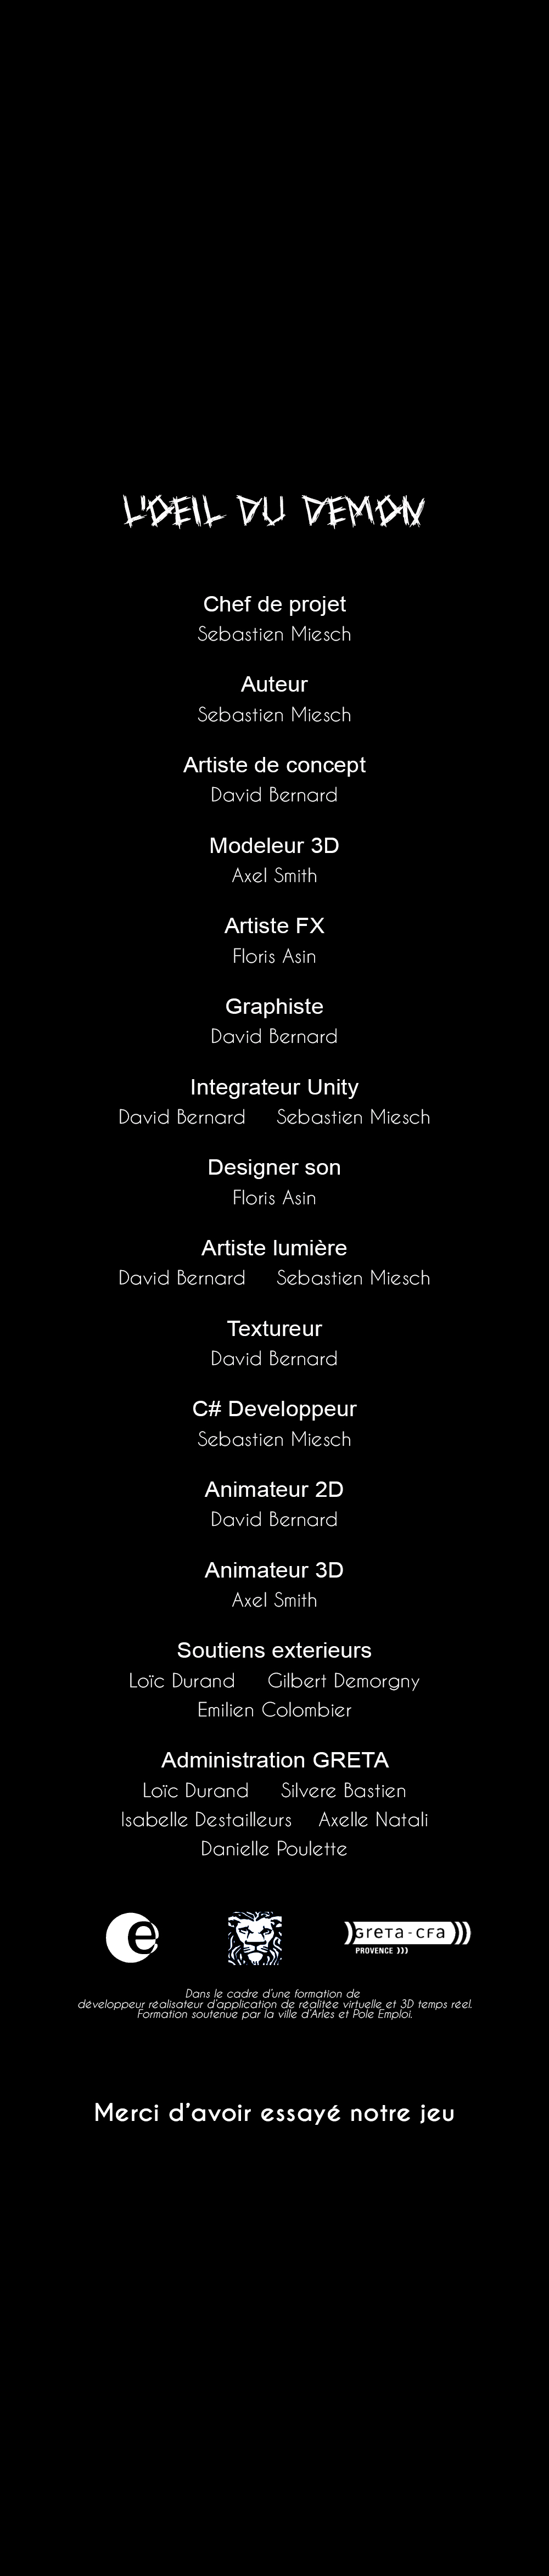 L'OEIL DU DEMON
Chef de projet
Sebastien Miesch
Auteur
Sebastien Miesch
Artiste de concept
David Bernard
Modeleur 3D
Axel Smith
Artiste FX
Floris Asin
Graphiste
David Bernard
Integrateur Unity
David Bernard Sebastien Miesch
Designer son
Floris Asin
Artiste lumière
David Bernard Sebastien Miesch
Textureur
David Bernard
C# Developpeur
Sebastien Miesch
Animateur 2D
David Bernard
Animateur 3D
Axel Smith
Soutiens exterieurs
Loïc Durand Gilbert Demorgny
Emilien Colombier
Administration GRETA
Loïc Durand Silvere Bastien
Isabelle Destailleurs Axelle Natali
Danielle Poulette
e
GRETA-CFA
PROVENCE )))
Dans le cadre d'une formation de
développeur réalisateur d'application de réalitée virtuelle et 3D temps réel.
Formation soutenue par la ville d'Arles et Pole Emploi.
Merci d'avoir essayé notre jeu